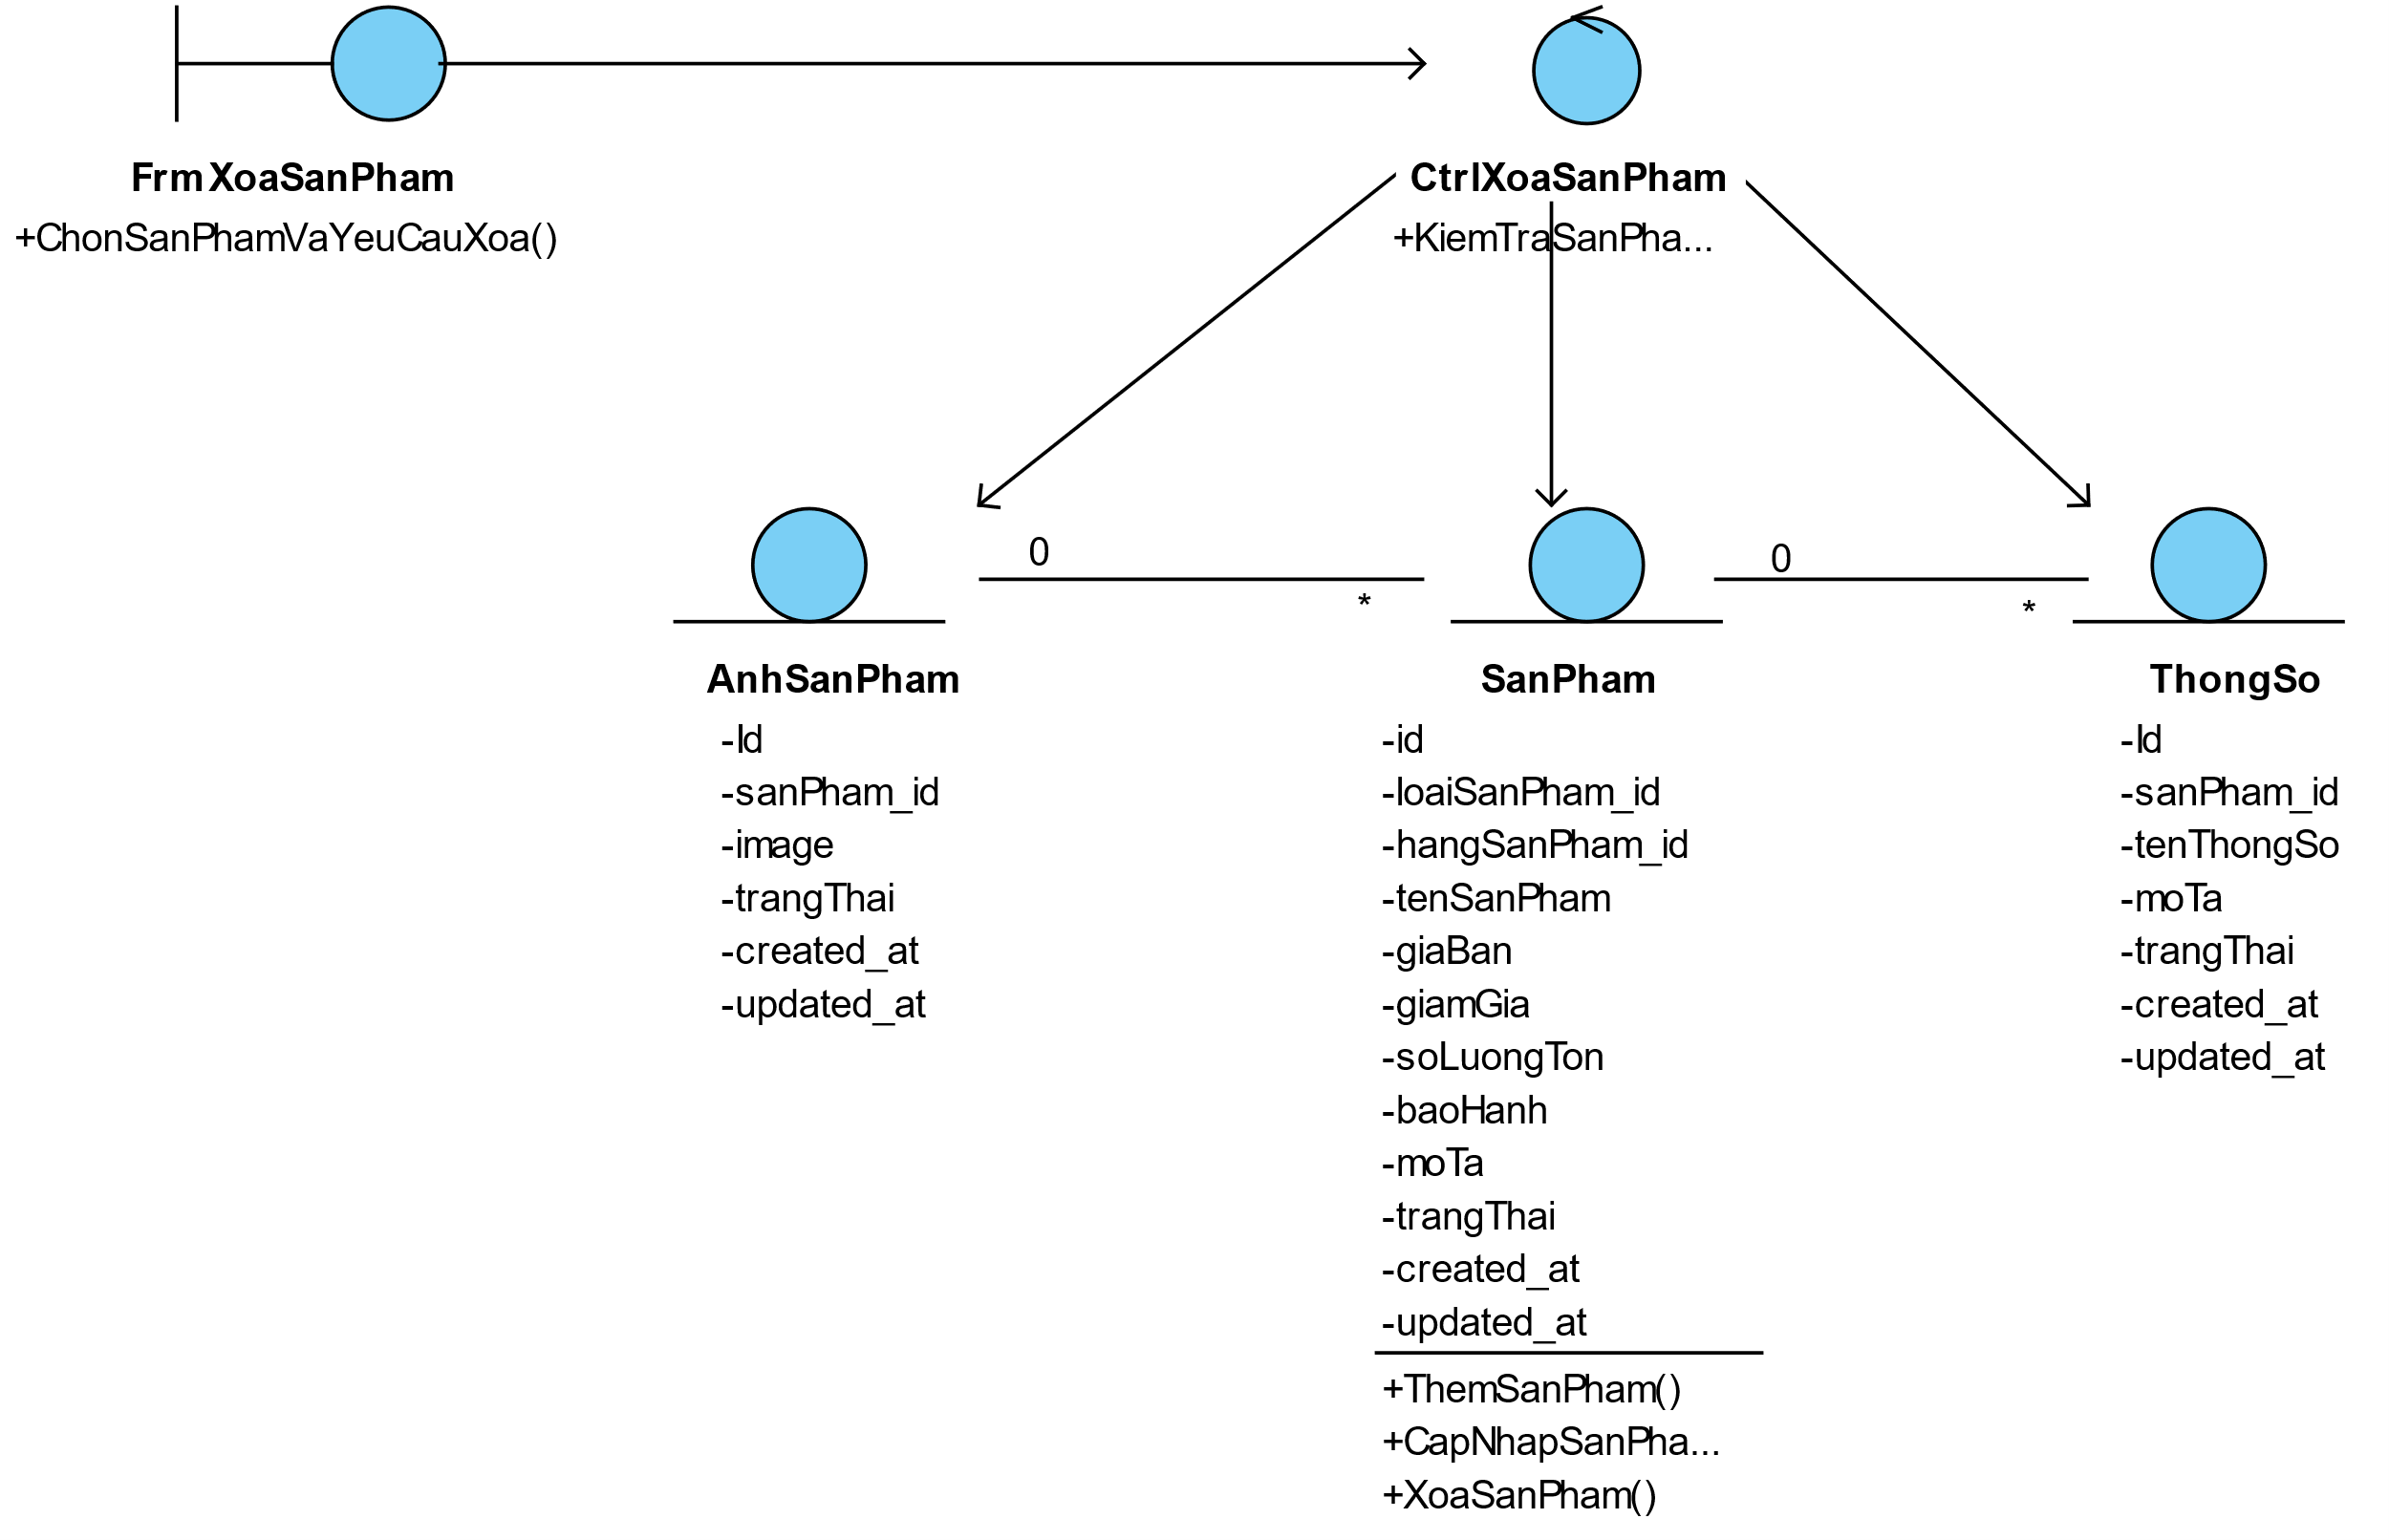 FrmXoaSanPham
+ChonSanPhamVaYeuCauXoa()
CtrlXoaSanPham
+KiemTraSanPha...
0
*
0
*
AnhSanPham
-Id
-sanPham_id
-image
-trangThai
-created_at
-updated_at
SanPham
-id
-loaiSanPham_id
-hangSanPham_id
-tenSanPham
-giaBan
-giamGia
-soLuongTon
-baoHanh
-moTa
-trangThai
-created_at
-updated_at
+ThemSanPham()
+CapNhapSanPha...
+XoaSanPham()
ThongSo
-Id
-sanPham_id
-tenThongSo
-moTa
-trangThai
-created_at
-updated_at